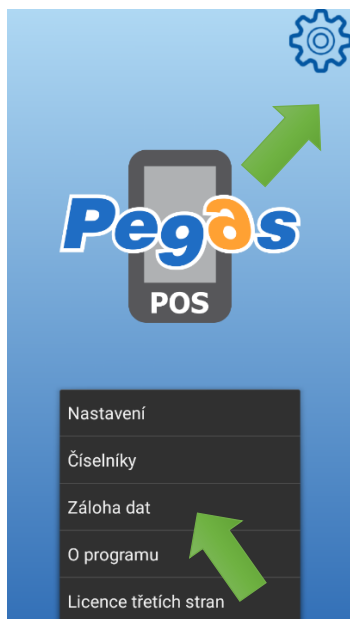 Pegas
POS
Nastavení
Číselníky
Záloha dat
O programu
Licence třetích stran